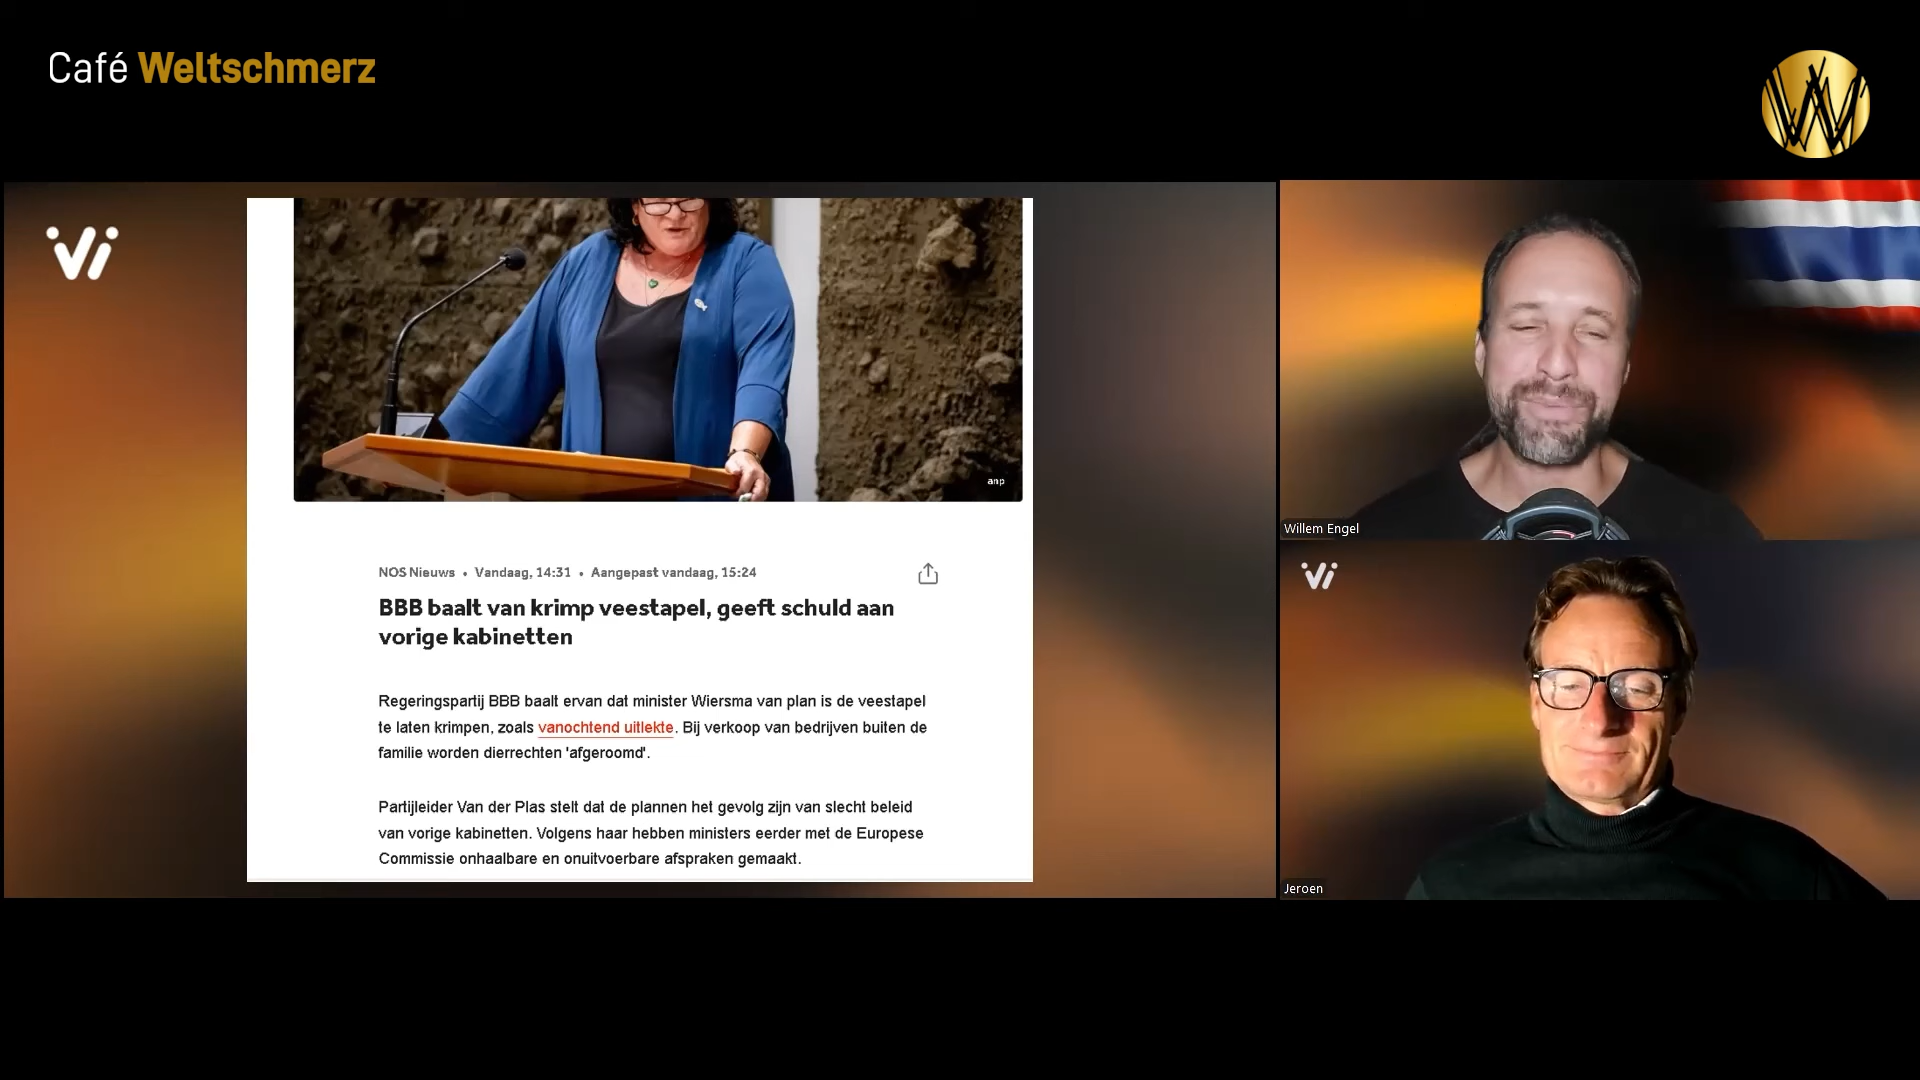 Café Weltschmerz
anp
NOS Nieuws • Vandaag, 14:31 • Aangepast vandaag, 15:24
BBB baalt van krimp veestapel, geeft schuld aan
vorige kabinetten
Regeringspartij BBB baalt ervan dat minister Wiersma van plan is de veestapel
te laten krimpen, zoals vanochtend uitlekte. Bij verkoop van bedrijven buiten de
familie worden dierrechten 'afgeroomd'.
Partijleider Van der Plas stelt dat de plannen het gevolg zijn van slecht beleid
van vorige kabinetten. Volgens haar hebben ministers eerder met de Europese
Commissie onhaalbare en onuitvoerbare afspraken gemaakt.
Willem Engel
Jeroen